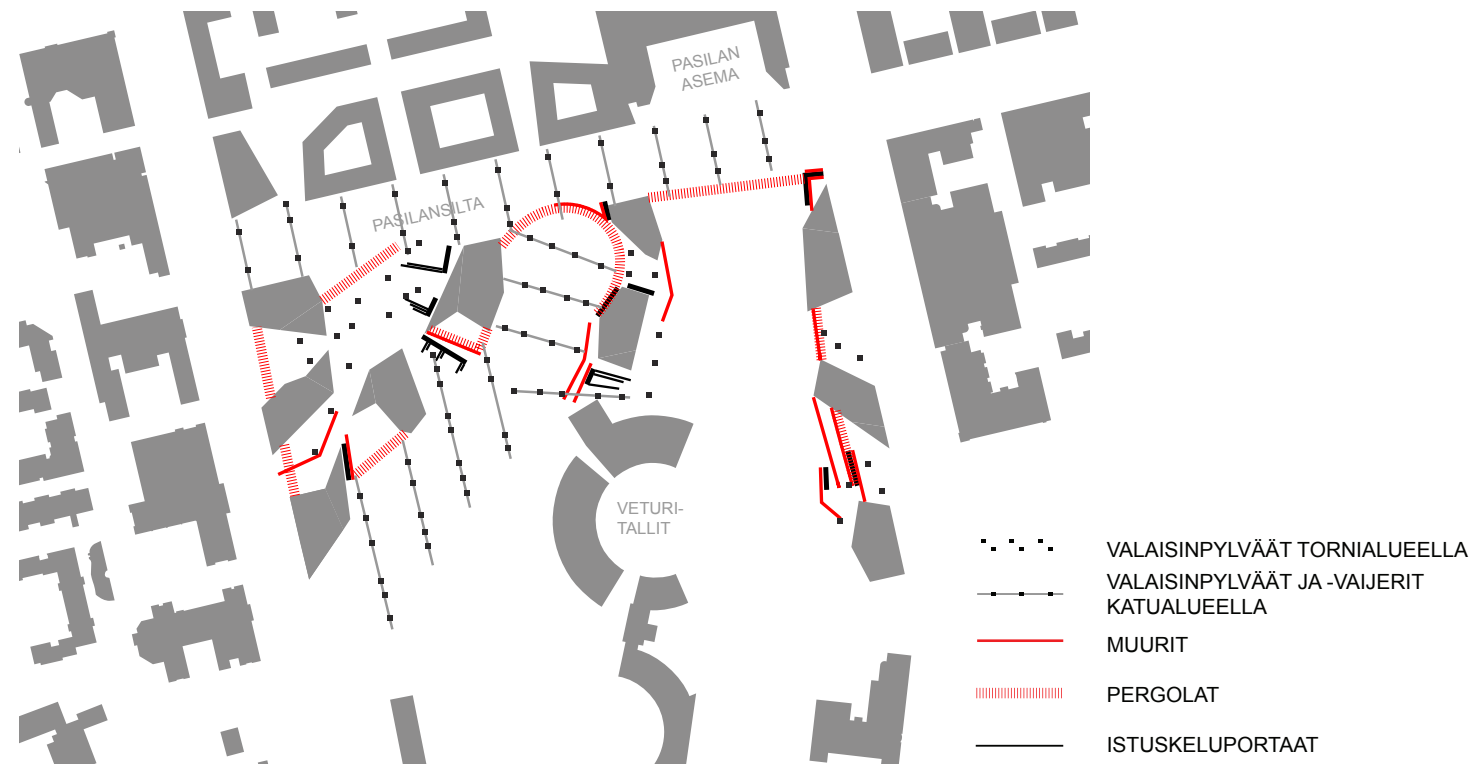 PASILAN
ASEMA
PASILANSILTA
VETURI-
TALLIT
VALAISINPYLVÄÄT TORNIALUEELLA
VALAISINPYLVÄÄT JA -VAIJERIT
KATUALUEELLA
MUURIT
PERGOLAT
ISTUSKELUPORTAAT